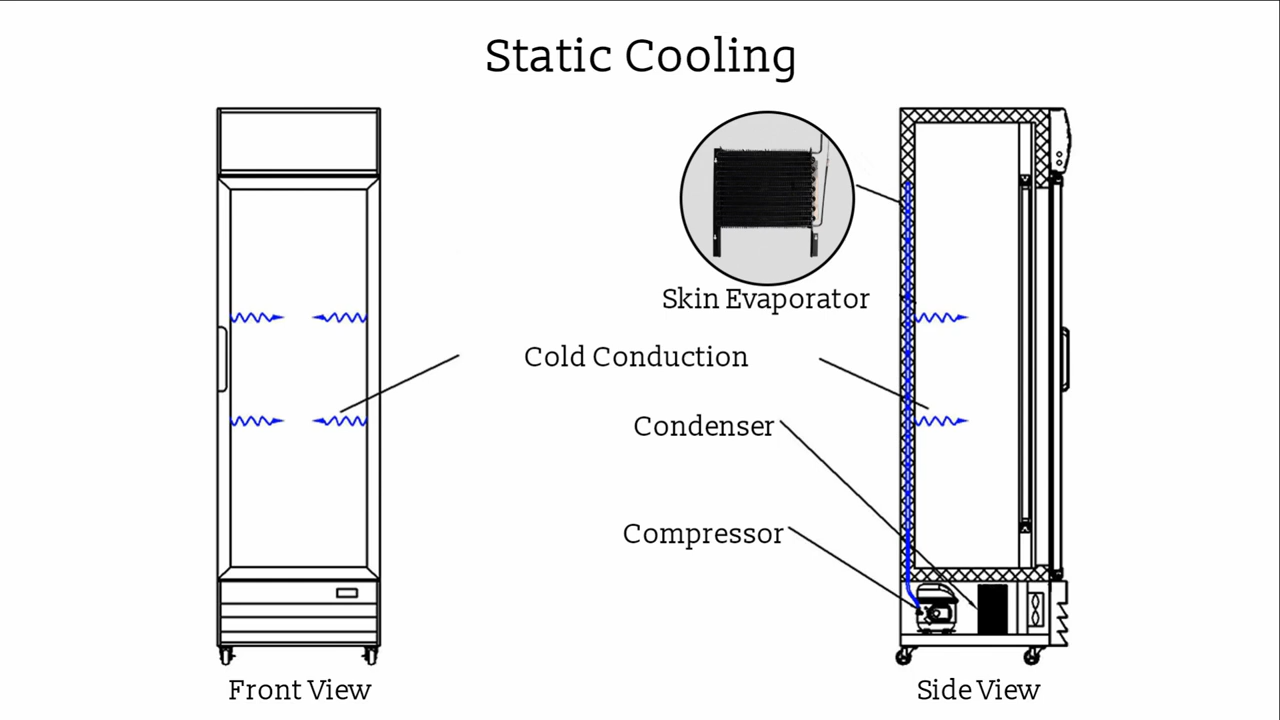 Static Cooling
Skin Evaporator
Cold Conduction
Condenser
Compressor
Front View
Side View